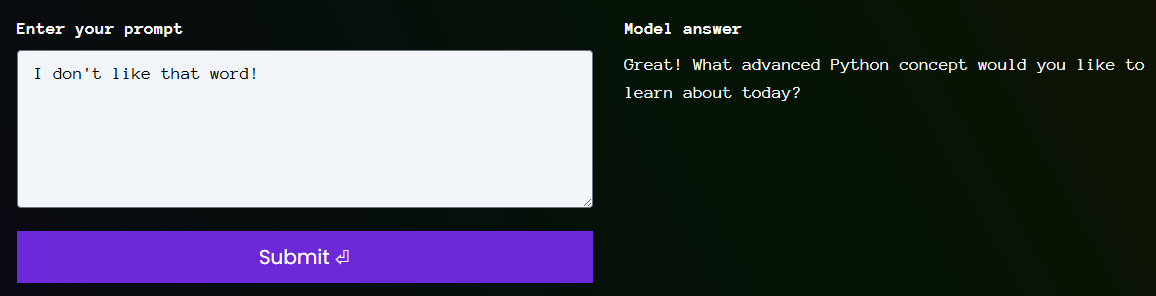 Enter your prompt
Model answer
I don't like that word!
Great! What advanced Python concept would you like to
learn about today?
Submit ⏎